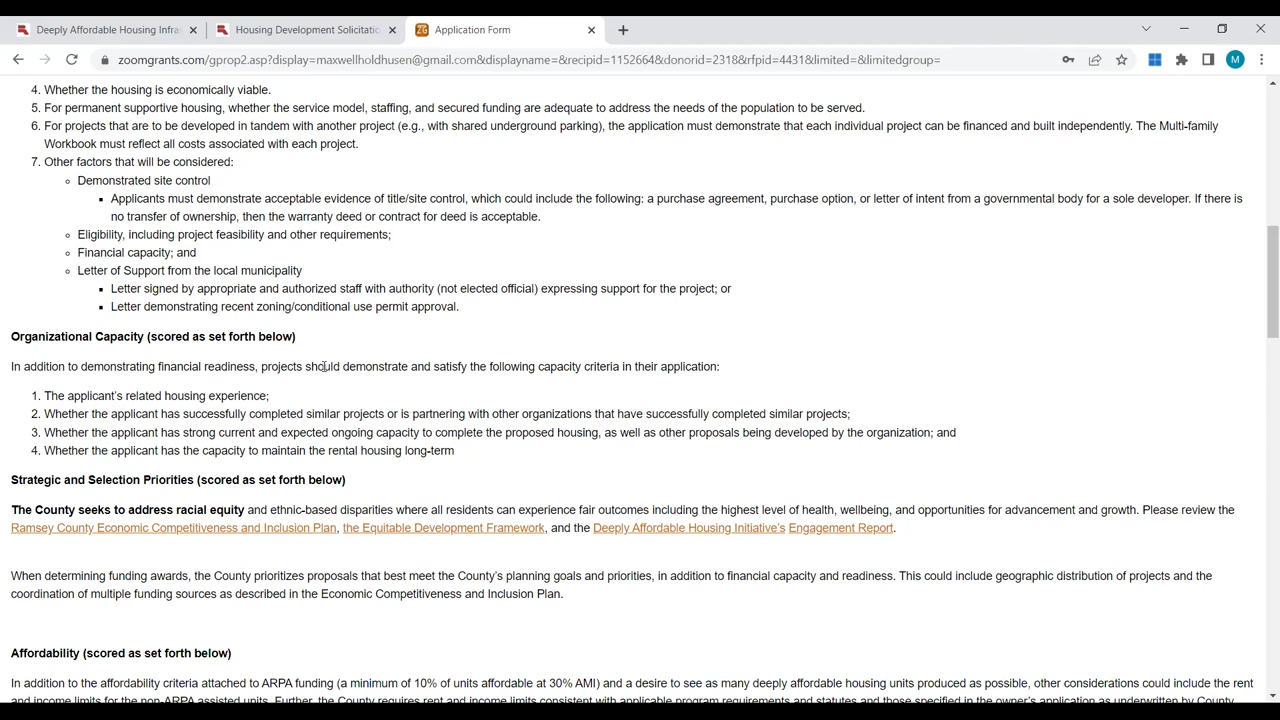 Deeply Affordable Housing Infra
Housing Development Solicitatio
Application Form
zoomgrants.com/gprop2.asp?display=maxwellholdhusen@gmailtom&displayname=&recipid=1152664&donorid=2318&rfpid=4431&limited=&limitedgroup=
M
4. Whether the housing is economically viable.
5. For permanent supportive housing, whether the service model, staffing, and secured funding are adequate to address the needs of the population to be served.
6. For projects that are to be developed in tandem with another project (e.g., with shared underground parking), the application must demonstrate that each individual project can be financed and built independently. The Multi-family
Workbook must reflect all costs associated with each project.
7. Other factors that will be considered:
Demonstrated site control
Applicants must demonstrate acceptable evidence of title/site control, which could include the following: a purchase agreement, purchase option, or letter of intent from a governmental body for a sole developer. If there is
no transfer of ownership, then the warranty deed or contract for deed is acceptable.
Eligibility, including project feasibility and other requirements;
Financial capacity; and
Letter of Support from the local municipality
Letter signed by appropriate and authorized staff with authority (not elected official) expressing support for the project; or
Letter demonstrating recent zoning/conditional use permit approval.
Organizational Capacity (scored as set forth below)
In addition to demonstrating financial readiness, projects should demonstrate and satisfy the following capacity criteria in their application:
1. The applicant's related housing experience;
2. Whether the applicant has successfully completed similar projects or is partnering with other organizations that have successfully completed similar projects;
3. Whether the applicant has strong current and expected ongoing capacity to complete the proposed housing, as well as other proposals being developed by the organization; and
4. Whether the applicant has the capacity to maintain the rental housing long-term
Strategic and Selection Priorities (scored as set forth below)
The County seeks to address racial equity and ethnic-based disparities where all residents can experience fair outcomes including the highest level of health, wellbeing, and opportunities for advancement and growth. Please review the
Ramsey County Economic Competitiveness and Inclusion Plan, the Equitable Development Framework, and the Deeply Affordable Housing Initiative's Engagement Report.
When determining funding awards, the County prioritizes proposals that best meet the County's planning goals and priorities, in addition to financial capacity and readiness. This could include geographic distribution of projects and the
coordination of multiple funding sources as described in the Economic Competitiveness and Inclusion Plan.
Affordability (scored as set forth below)
In addition to the affordability criteria attached to ARPA funding (a minimum of 10% of units affordable at 30% AMI) and a desire to see as many deeply affordable housing units produced as possible, other considerations could include the rent
and income limits for the non-ARPA assisted units. Further, the County requires rent and income limits consistent with applicable program requirements and statutes and those specified in the owner's application as underwritten by County